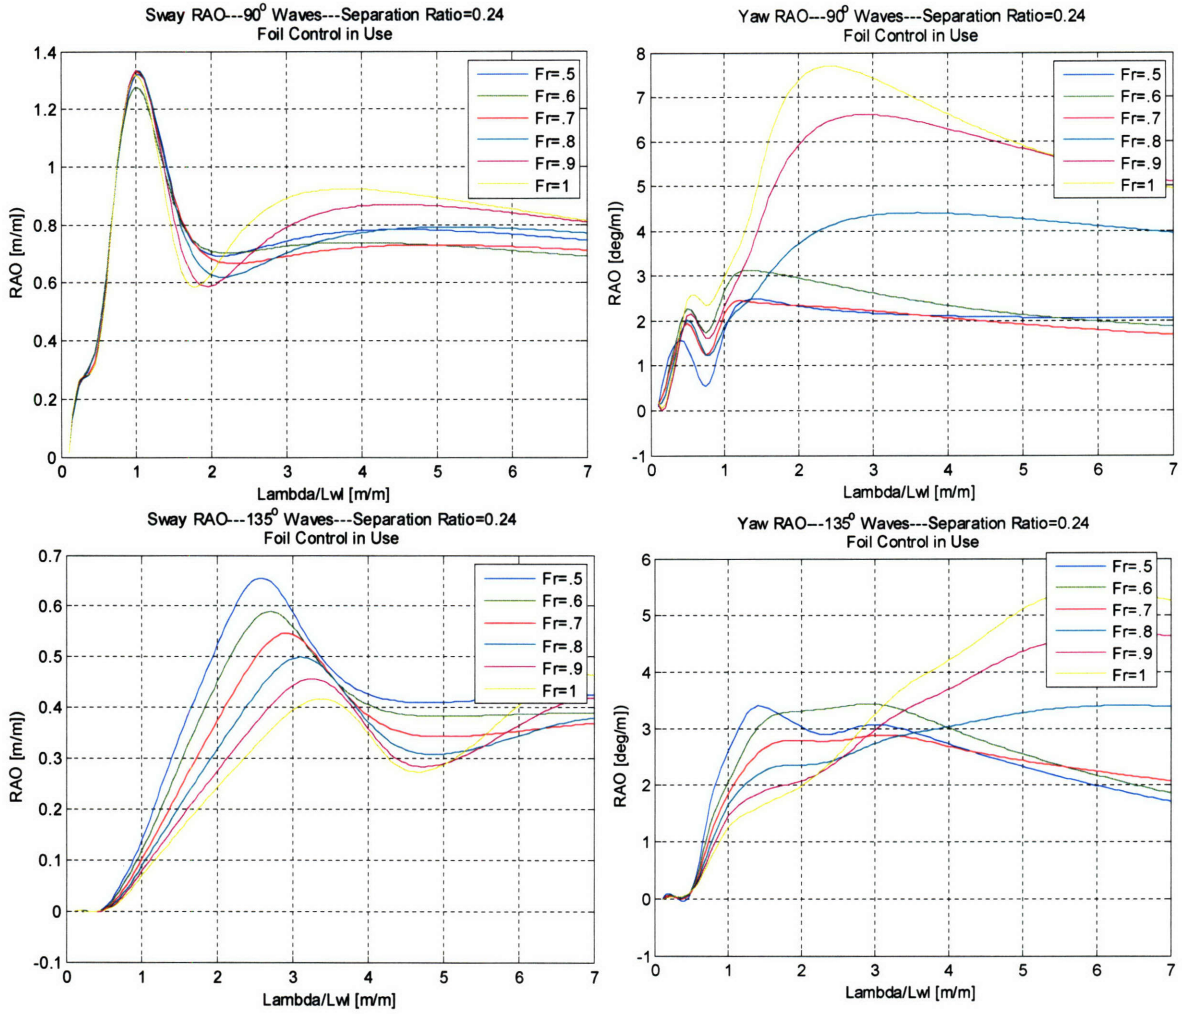 Sway RAO---90° Waves---Separation Ratio=0.24
Foil Control in Use
1.4
1.2
1
0.8
0.6
0.4
0.2
0
RAO [m/m])
Fr=.5
Fr=.6
Fr=.7
Fr=.8
Fr=.9
Fr=1
0 1 2 3 4 5 6 7
Lambda/Lwl [m/m]
Yaw RAO---90° Waves---Separation Ratio=0.24
Foil Control in Use
8
7
6
5
4
3
2
1
0
-1
RAO [deg/m])
Fr=.5
Fr=.6
Fr=.7
Fr=.8
Fr=.9
Fr=1
0 1 2 3 4 5 6 7
Lambda/Lwl [m/m]
Sway RAO---135° Waves---Separation Ratio=0.24
Foil Control in Use
0.7
0.6
0.5
0.4
0.3
0.2
0.1
0
-0.1
RAO [m/m])
Fr=.5
Fr=.6
Fr=.7
Fr=.8
Fr=.9
Fr=1
0 1 2 3 4 5 6 7
Lambda/Lwl [m/m]
Yaw RAO---135° Waves---Separation Ratio=0.24
Foil Control in Use
6
5
4
3
2
1
0
-1
RAO [deg/m])
Fr=.5
Fr=.6
Fr=.7
Fr=.8
Fr=.9
Fr=1
0 1 2 3 4 5 6 7
Lambda/Lwl [m/m]